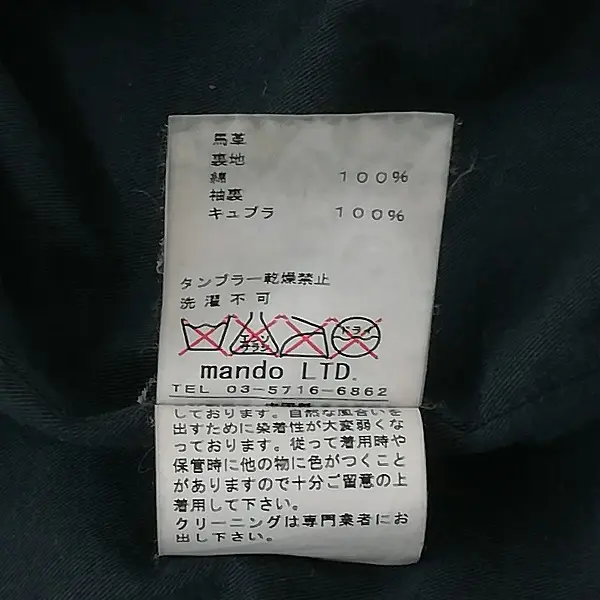 馬革
裏地
綿 100%
袖裏
キュプラ 100%
タンブラー乾燥禁止
洗濯不可
エンソ
サラシ
ドライ
mando LTD.
TEL 03-5716-6862
しております。自然な風合いを
出すために染着性が大変弱くな
っております。従って着用時や
保管時に他の物に色がつくこと
がありますので十分ご留意の上
着用して下さい。
クリーニングは専門業者にお
出し下さい。